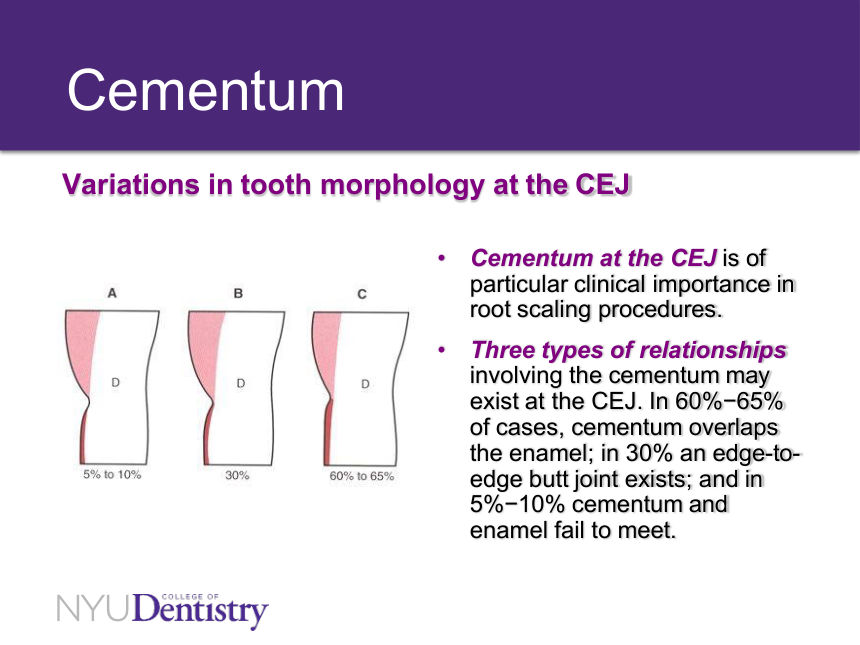 Cementum
Variations in tooth morphology at the CEJ
A B C
D D D
5% to 10% 30% 60% to 65%
• Cementum at the CEJ is of
particular clinical importance in
root scaling procedures.
• Three types of relationships
involving the cementum may
exist at the CEJ. In 60%−65%
of cases, cementum overlaps
the enamel; in 30% an edge-to-
edge butt joint exists; and in
5%−10% cementum and
enamel fail to meet.
COLLEGE OF
NYU Dentistry